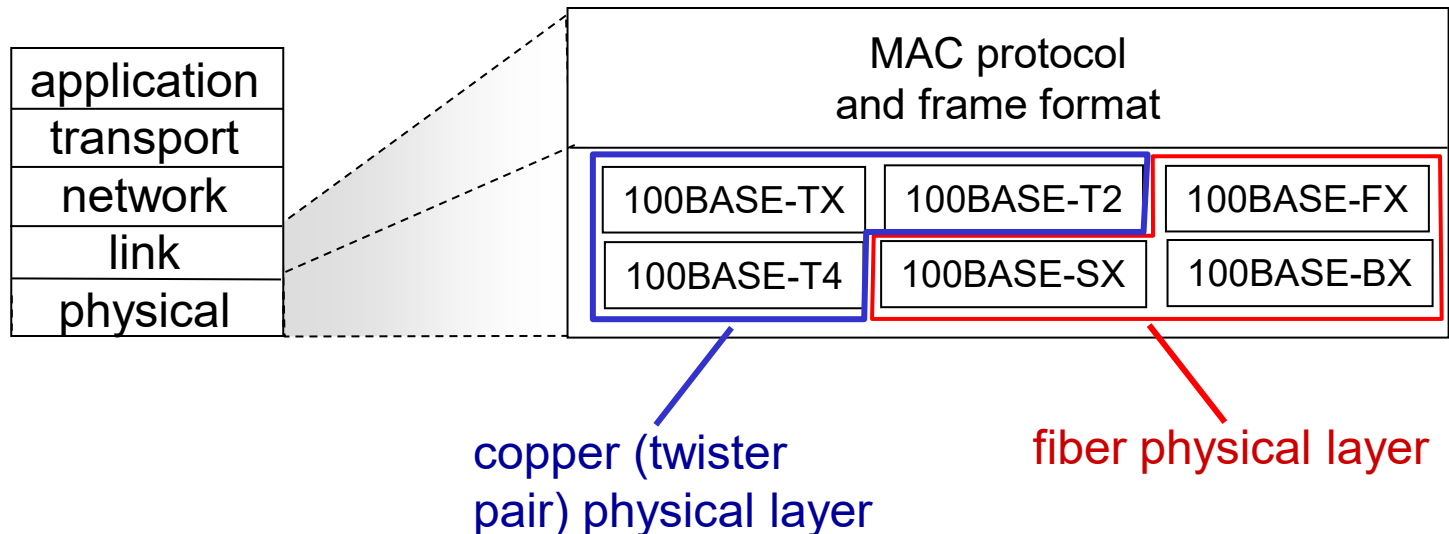 application
transport
network
link
physical
MAC protocol
and frame format
100BASE-TX
100BASE-T2
100BASE-FX
100BASE-T4
100BASE-SX
100BASE-BX
copper (twister
pair) physical layer
fiber physical layer